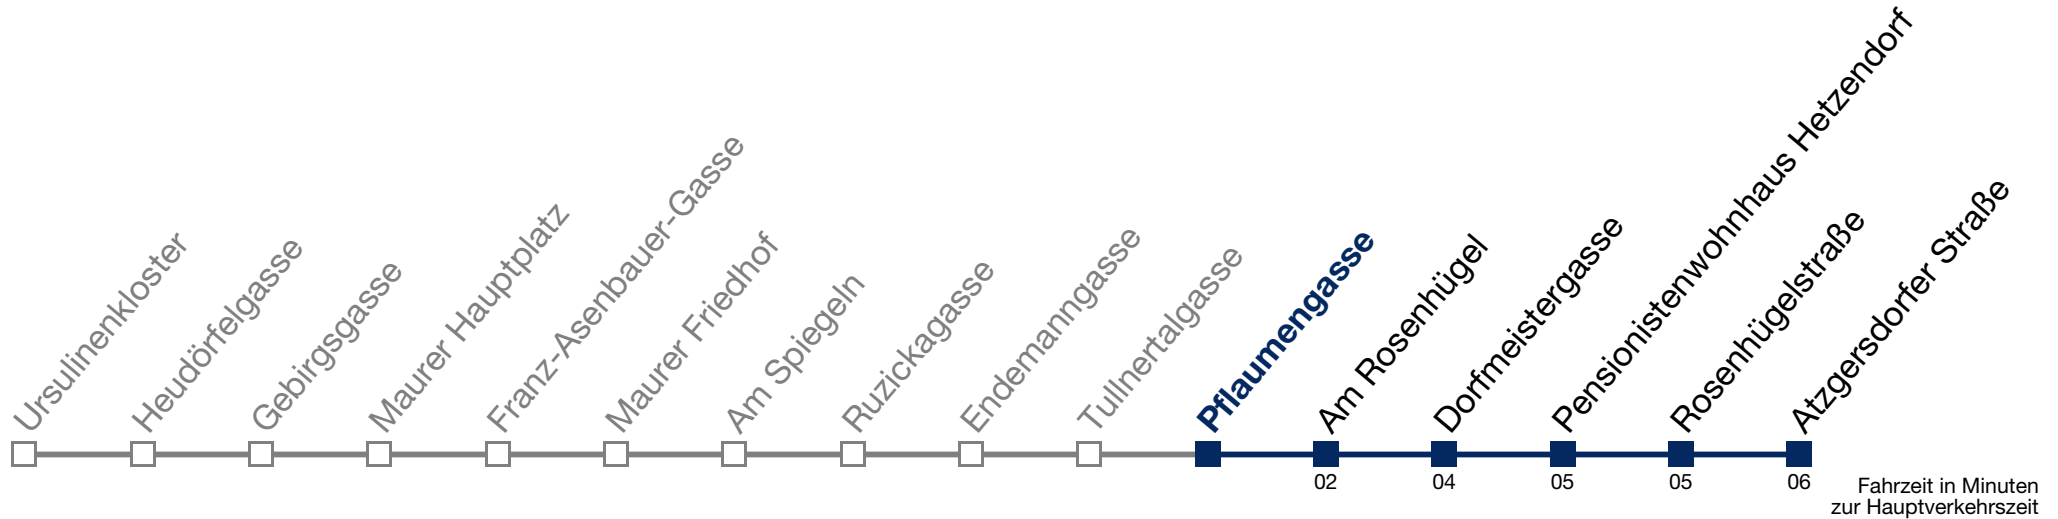 Ursulinenkloster
Heudörfelgasse
Gebirgsgasse
Maurer Hauptplatz
Franz-Asenbauer-Gasse
Maurer Friedhof
Am Spiegeln
Ruzickagasse
Endemanngasse
Tullnertalgasse
Pflaumengasse
Am Rosenhügel
Dorfmeistergasse
Pensionistenwohnhaus Hetzendorf
Rosenhügelstraße
Atzgersdorfer Straße
02
04
05
05
06
Fahrzeit in Minuten
zur Hauptverkehrszeit